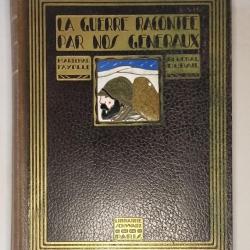 LA GUERRE RACONTÉE
PAR NOS GÉNÉRAUX
MARÉCHAL GÉNÉRAL
FAYOLLE DUBAIL
LIBRAIRIE
SCHWARZ
PARIS